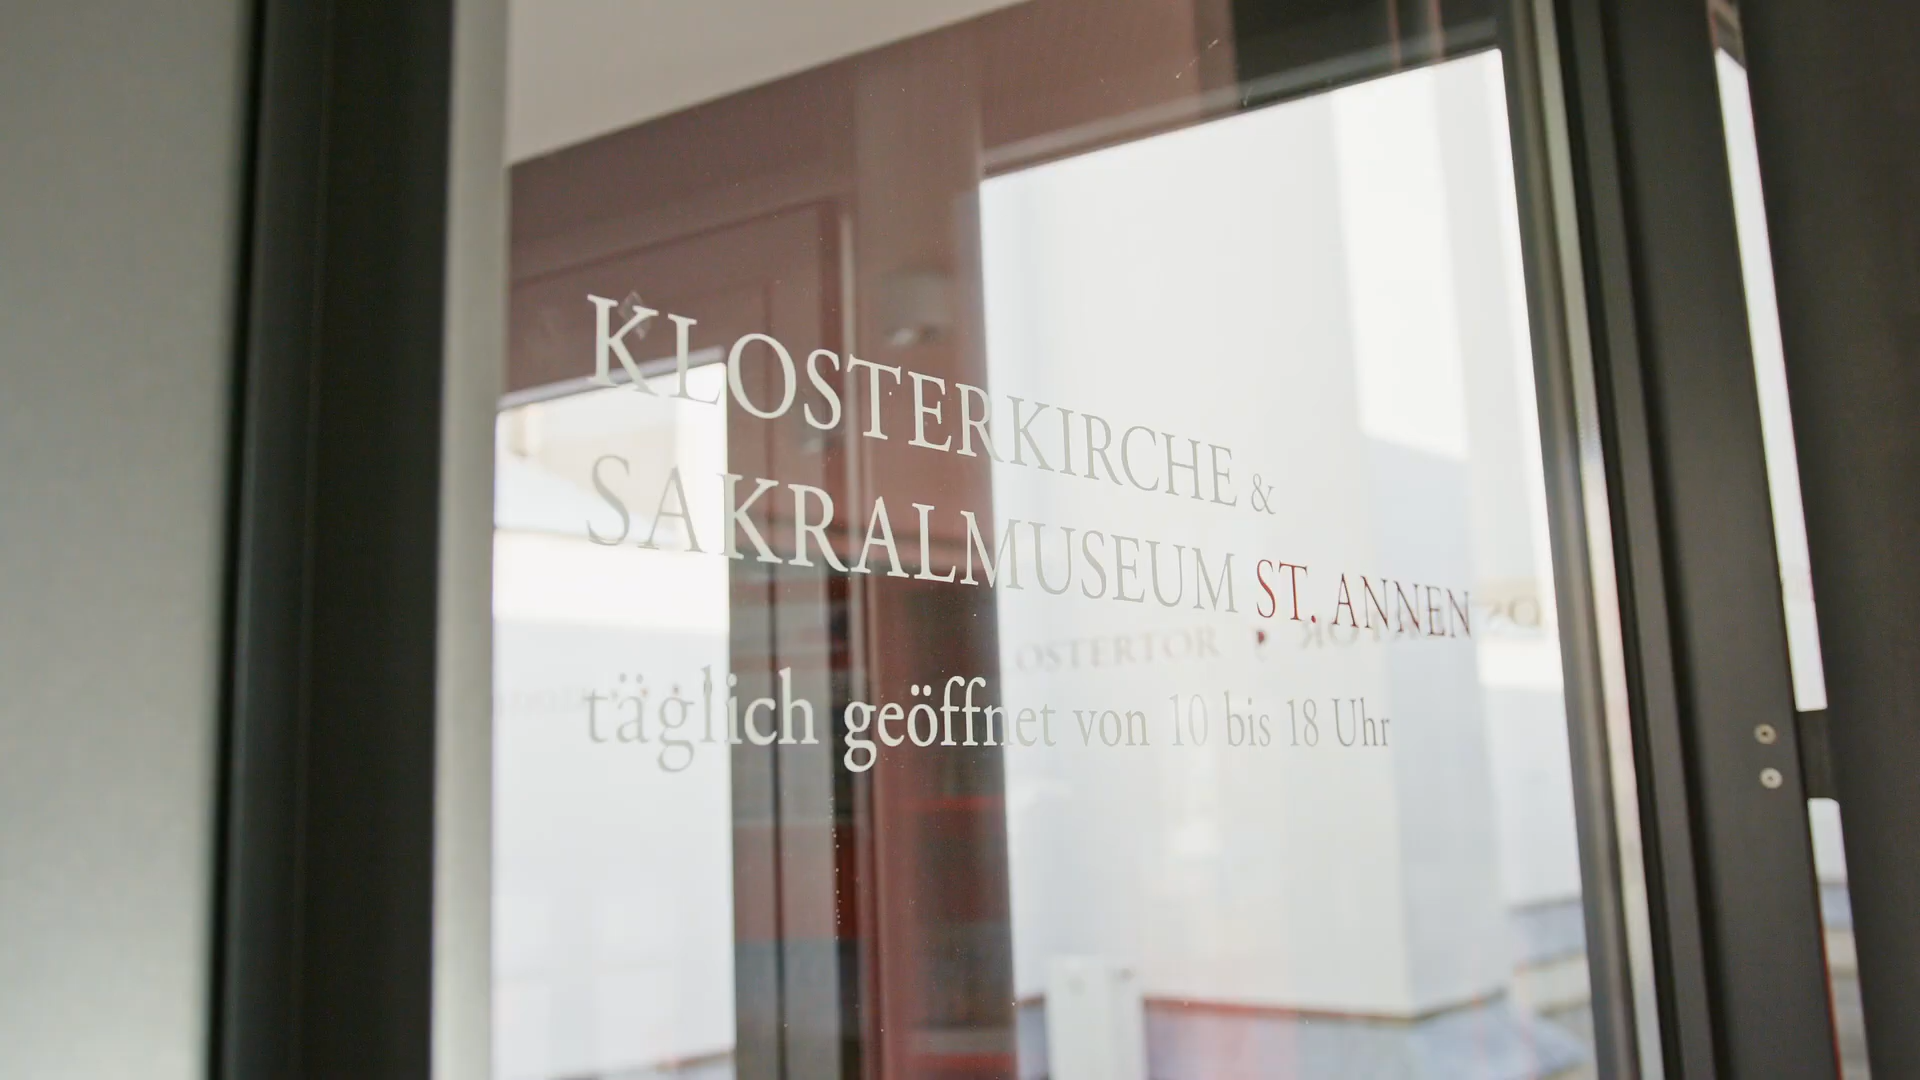 KLOSTERKIRCHE &
SAKRALMUSEUM ST. ANNEN
täglich geöffnet von 10 bis 18 Uhr